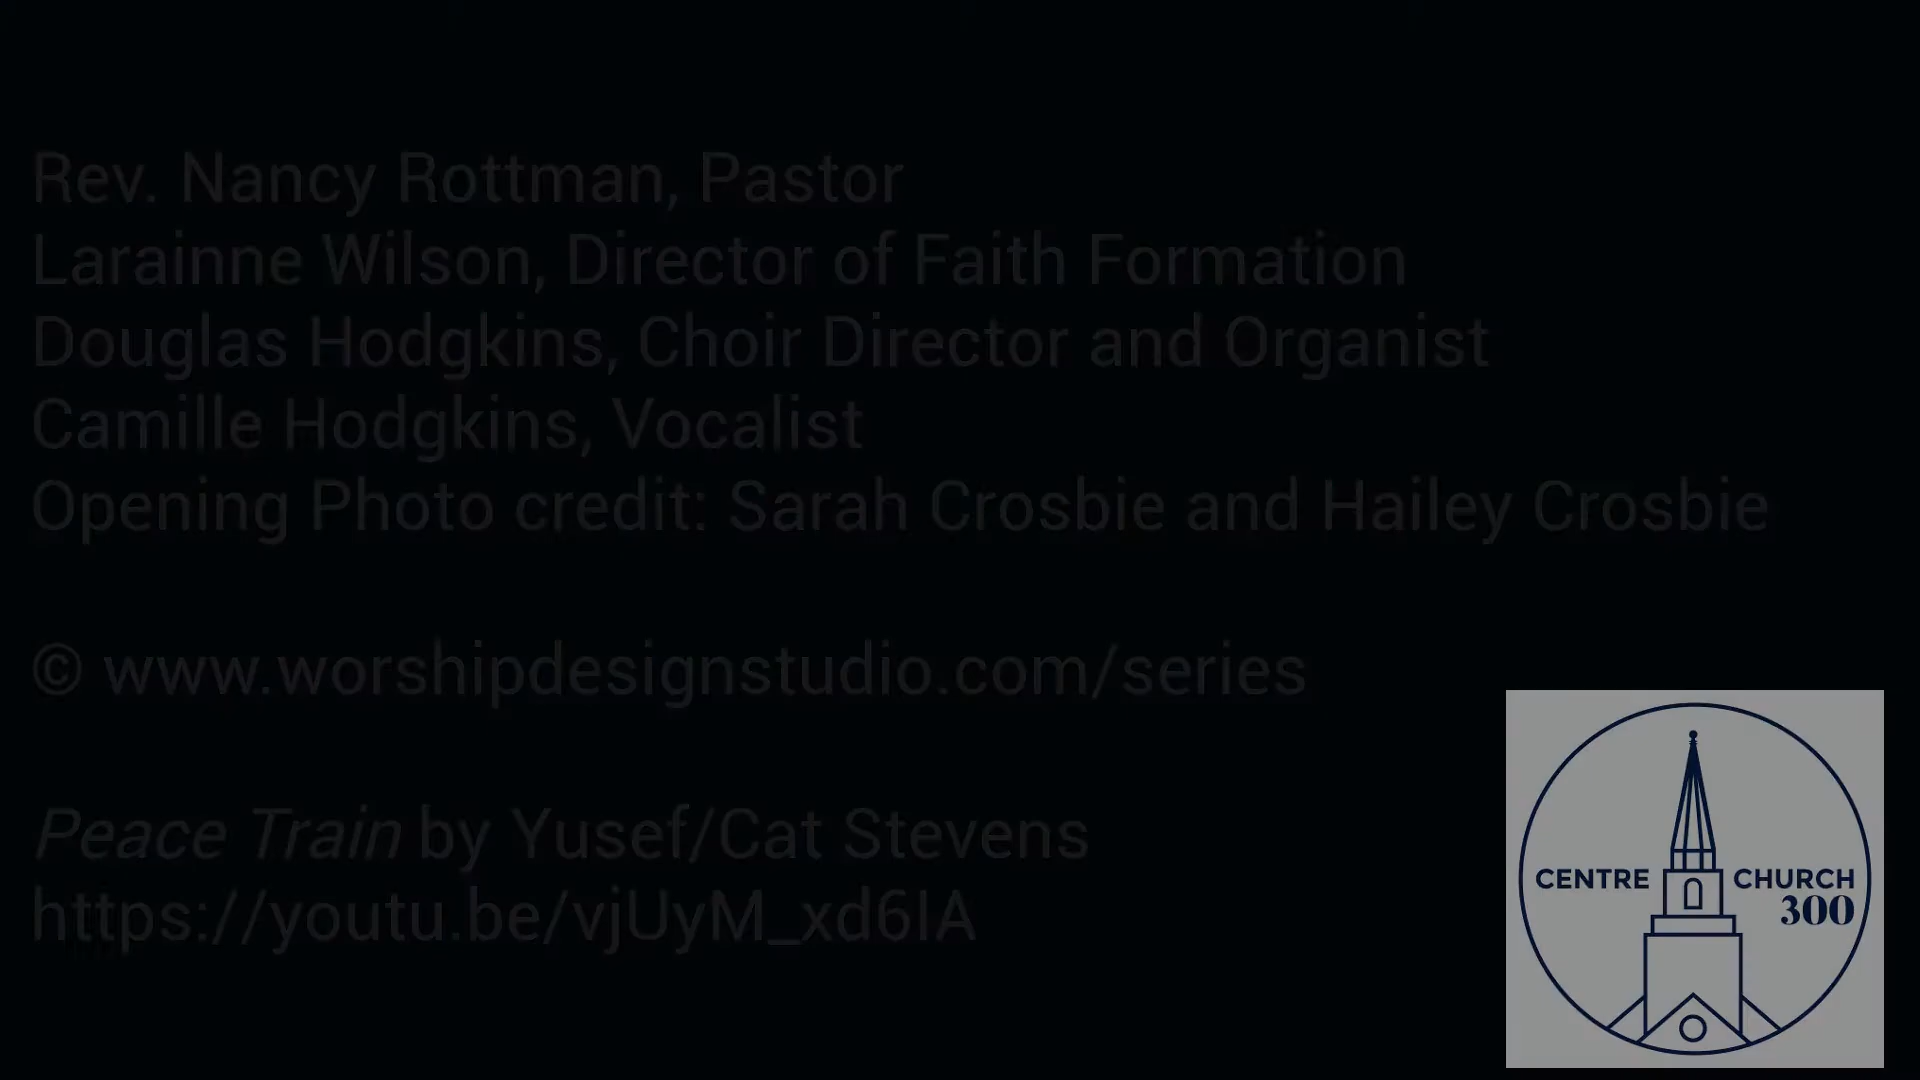 Rev. Nancy Rottman, Pastor
Larainne Wilson, Director of Faith Formation
Douglas Hodgkins, Choir Director and Organist
Camille Hodgkins, Vocalist
Opening Photo credit: Sarah Crosbie and Hailey Crosbie
© www.worshipdesignstudio.com/series
Peace Train by Yusef/Cat Stevens
https://youtu.be/vjUyM_xd6IA
CENTRE CHURCH
300